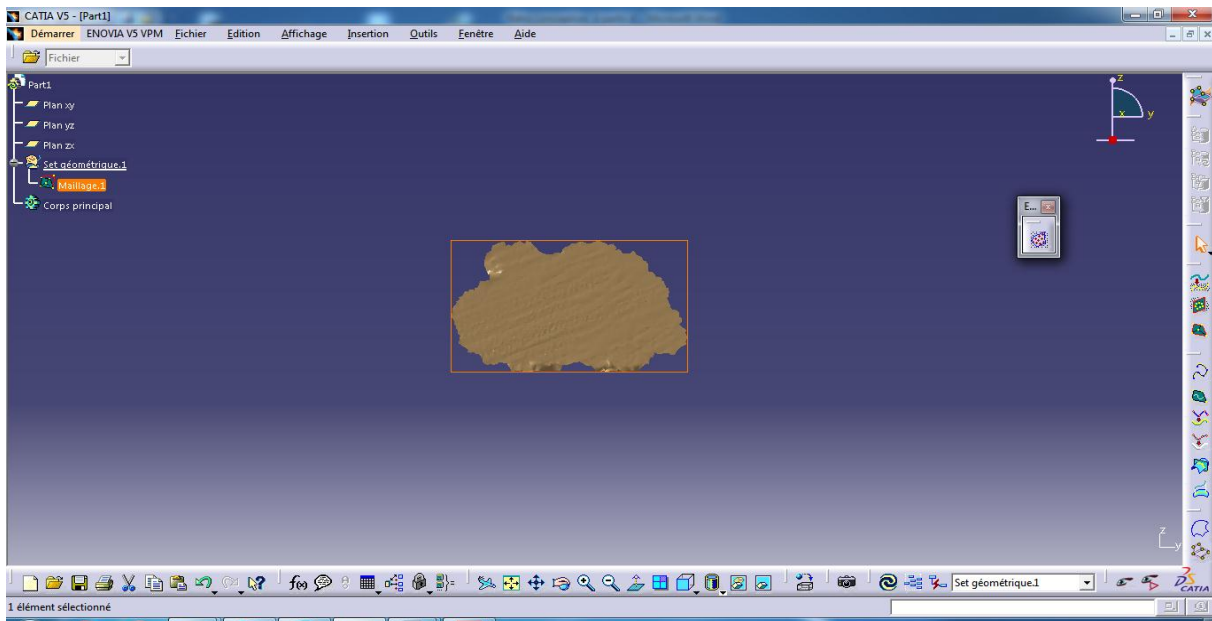 CATIA V5 - [Part1]
Démarrer ENOVIA V5 VPM Fichier Edition Affichage Insertion Outils Fenêtre Aide
Fichier
Part1
Plan xy
Plan yz
Plan zx
Set géométrique.1
Maillage.1
Corps principal
z
x y
E...
z
y
f(x)
Set géométrique.1
CATIA
1 élément sélectionné